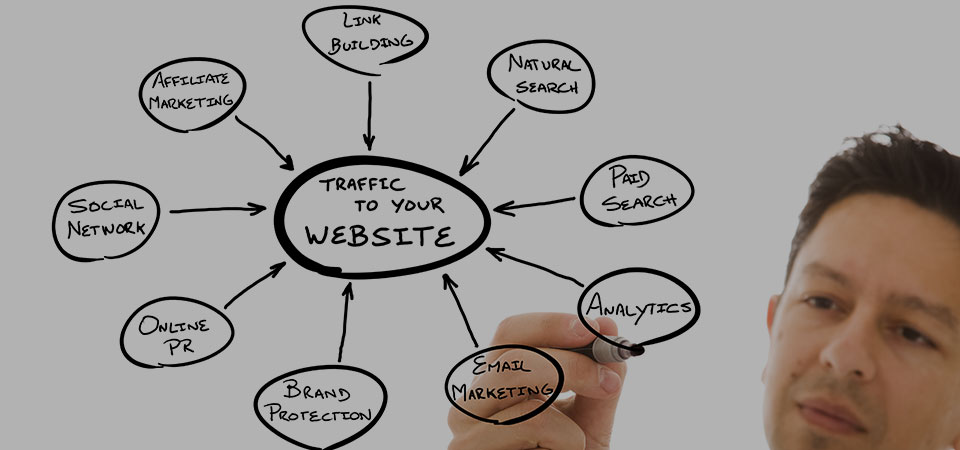 LINK
BUILDING
AFFILIATE
MARKETING
NATURAL
SEARCH
SOCIAL
NETWORK
TRAFFIC
TO YOUR
WEBSITE
PAID
SEARCH
ONLINE
PR
ANALYTICS
BRAND
PROTECTION
EMAIL
MARKETING